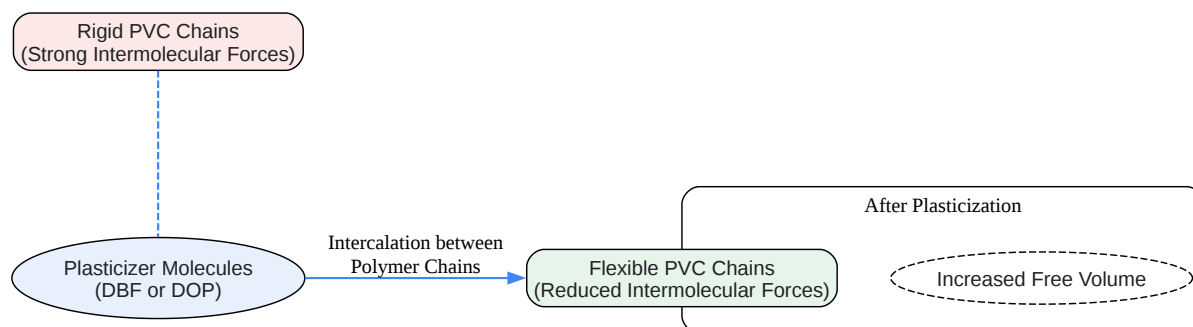 Rigid PVC Chains
(Strong Intermolecular Forces)
After Plasticization
Intercalation between
Polymer Chains
Plasticizer Molecules
(DBF or DOP)
Flexible PVC Chains
(Reduced Intermolecular Forces)
Increased Free Volume